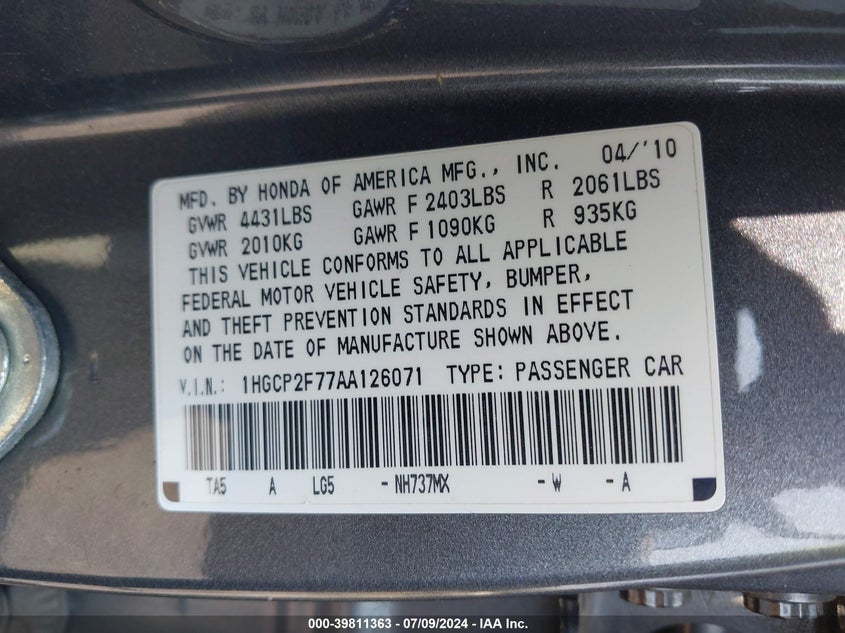 MFD. BY HONDA OF AMERICA MFG., INC. 04/'10
GVWR 4431LBS GAWR F 2403LBS R 2061LBS
GVWR 2010KG GAWR F 1090KG R 935KG
THIS VEHICLE CONFORMS TO ALL APPLICABLE
FEDERAL MOTOR VEHICLE SAFETY, BUMPER,
AND THEFT PREVENTION STANDARDS IN EFFECT
ON THE DATE OF MANUFACTURE SHOWN ABOVE.
V.I.N.: 1HGCP2F77AA126071 TYPE: PASSENGER CAR
TA5 A LG5 - NH737MX - W - A
000-39811363 / 07/09/2024 - IAA Inc.